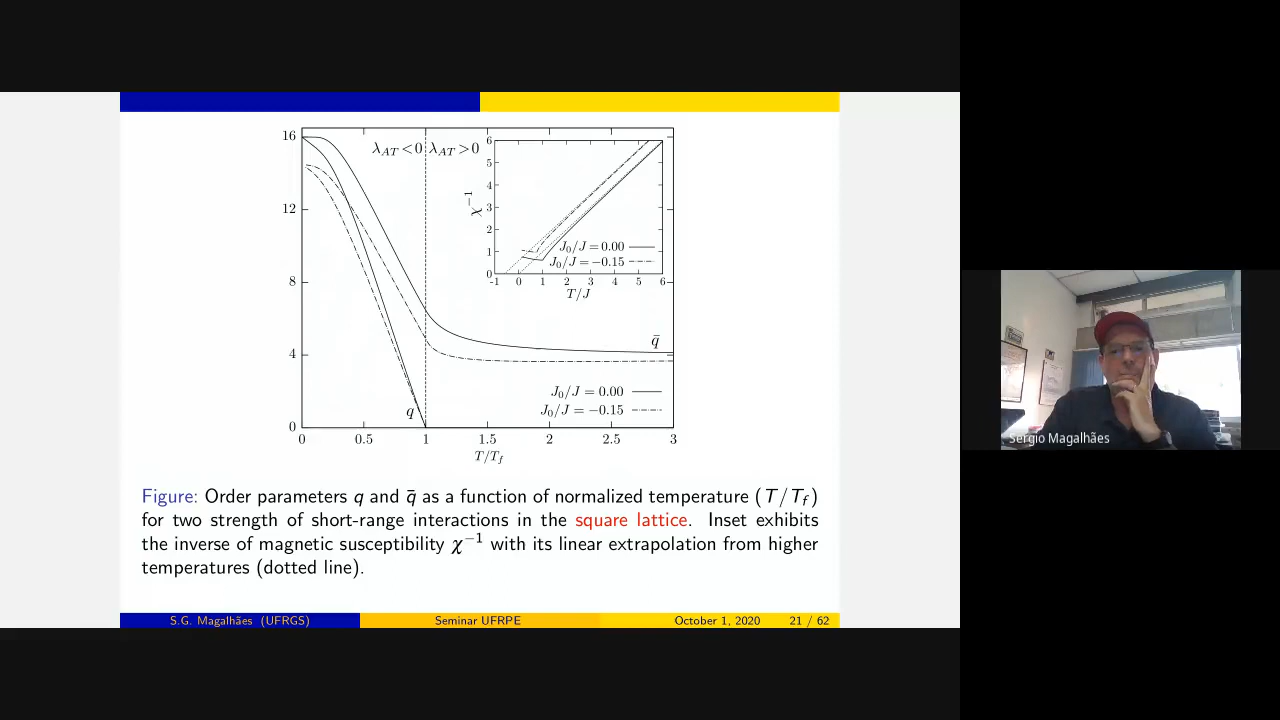 16
12
8
4
0
0 0.5 1 1.5 2 2.5 3
T/T_f
λ_AT<0 λ_AT>0
6
5
4
3
2
1
0
χ^−1
-1 0 1 2 3 4 5 6
T/J
J_0/J=0.00
J_0/J=−0.15
q̄
q
J_0/J=0.00
J_0/J=−0.15
Figure: Order parameters q and q̄ as a function of normalized temperature (T/T_f)
for two strength of short-range interactions in the square lattice. Inset exhibits
the inverse of magnetic susceptibility χ^−1 with its linear extrapolation from higher
temperatures (dotted line).
S.G. Magalhães (UFRGS) Seminar UFRPE October 1, 2020 21 / 62
Sergio Magalhães